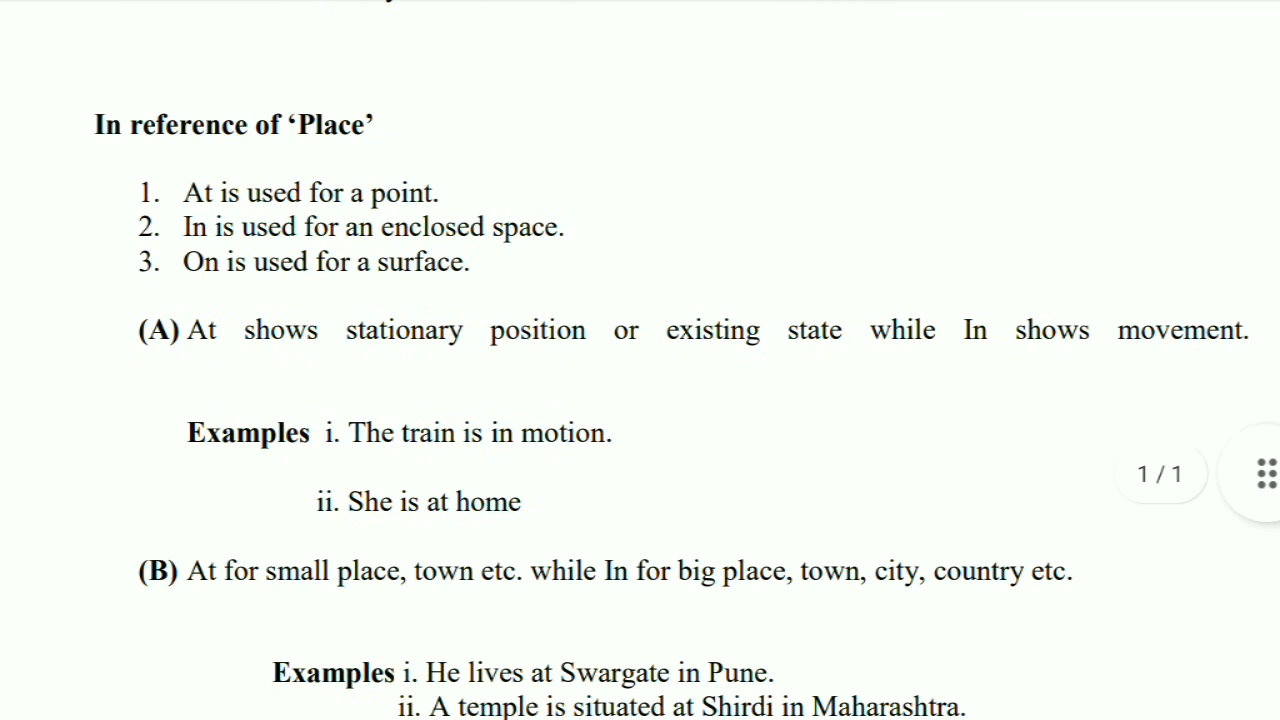 In reference of ‘Place’
1. At is used for a point.
2. In is used for an enclosed space.
3. On is used for a surface.
(A) At shows stationary position or existing state while In shows movement.
Examples i. The train is in motion.
1 / 1
ii. She is at home
(B) At for small place, town etc. while In for big place, town, city, country etc.
Examples i. He lives at Swargate in Pune.
ii. A temple is situated at Shirdi in Maharashtra.